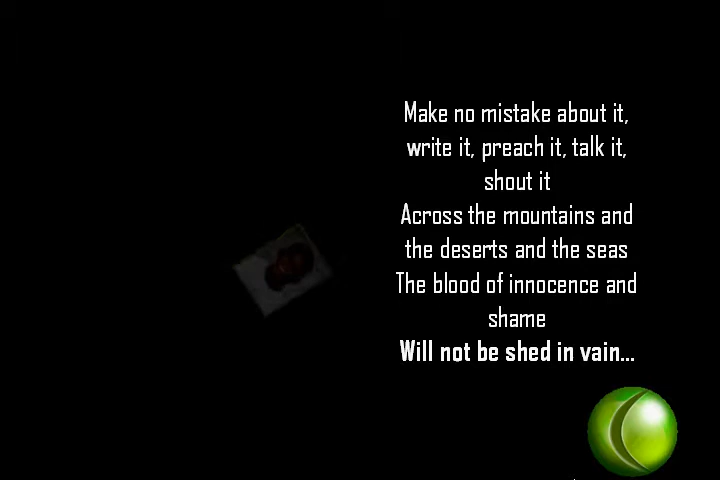 Make no mistake about it,
write it, preach it, talk it,
shout it
Across the mountains and
the deserts and the seas
The blood of innocence and
shame
Will not be shed in vain...